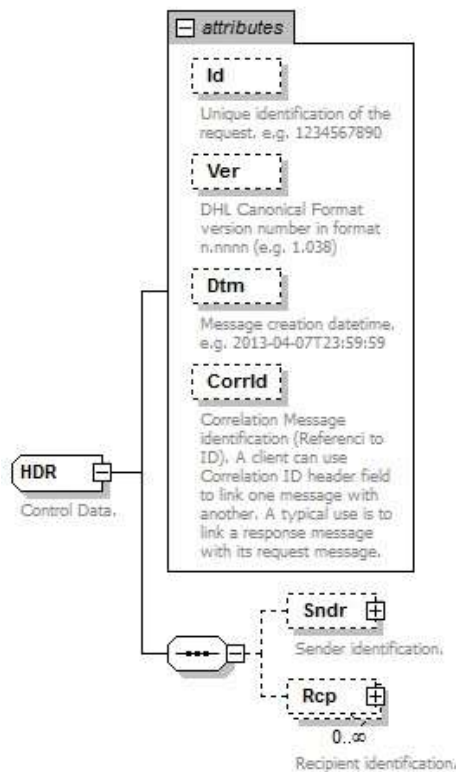 attributes
Id
Unique identification of the
request. e.g. 1234567890
Ver
DHL Canonical Format
version number in format
n.nnnn (e.g. 1.038)
Dtm
Message creation datetime.
e.g. 2013-04-07T23:59:59
CorrId
Correlation Message
identification (Referenci to
ID). A client can use
Correlation ID header field
to link one message with
another. A typical use is to
link a response message
with its request message.
HDR
Control Data.
Sndr
Sender identification.
Rcp
0..∞
Recipient identification.